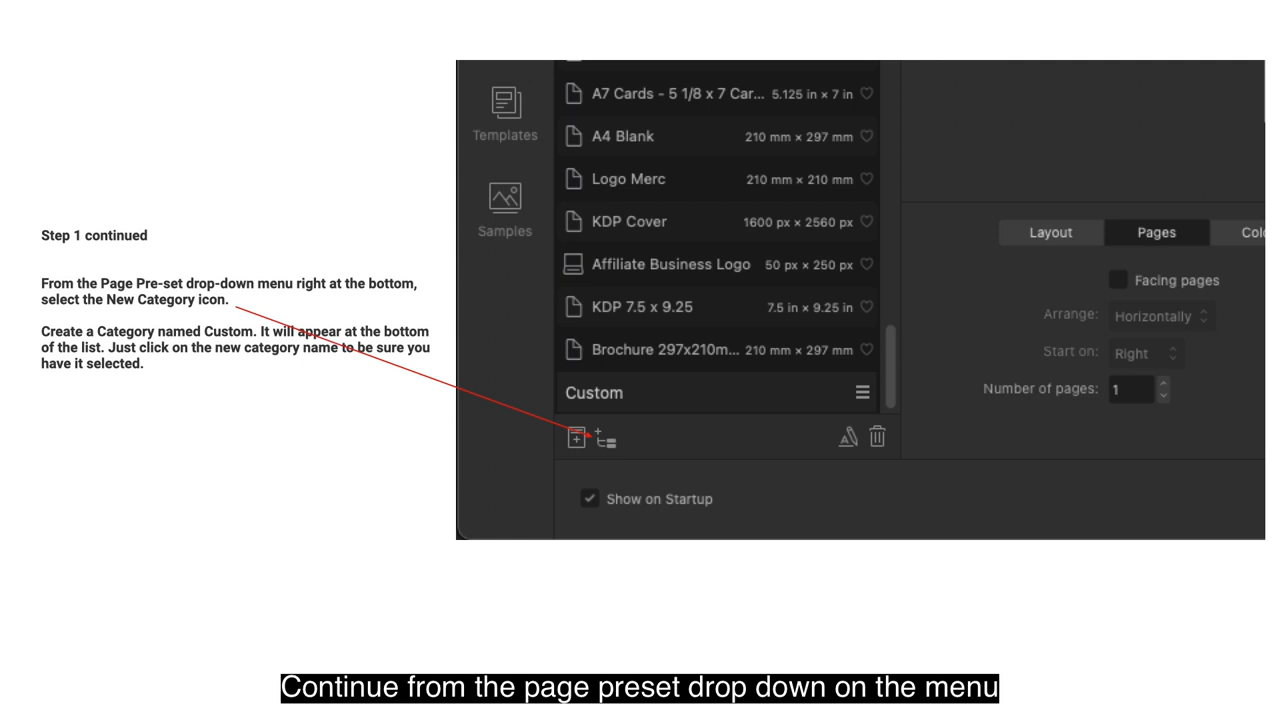 Step 1 continued
From the Page Pre-set drop-down menu right at the bottom,
select the New Category icon.
Create a Category named Custom. It will appear at the bottom
of the list. Just click on the new category name to be sure you
have it selected.
Templates
Samples
A7 Cards - 5 1/8 x 7 Car... 5.125 in × 7 in
A4 Blank 210 mm × 297 mm
Logo Merc 210 mm × 210 mm
KDP Cover 1600 px × 2560 px
Affiliate Business Logo 50 px × 250 px
KDP 7.5 x 9.25 7.5 in × 9.25 in
Brochure 297x210m... 210 mm × 297 mm
Custom
Show on Startup
Layout Pages Colo
Facing pages
Arrange: Horizontally
Start on: Right
Number of pages: 1
Continue from the page preset drop down on the menu